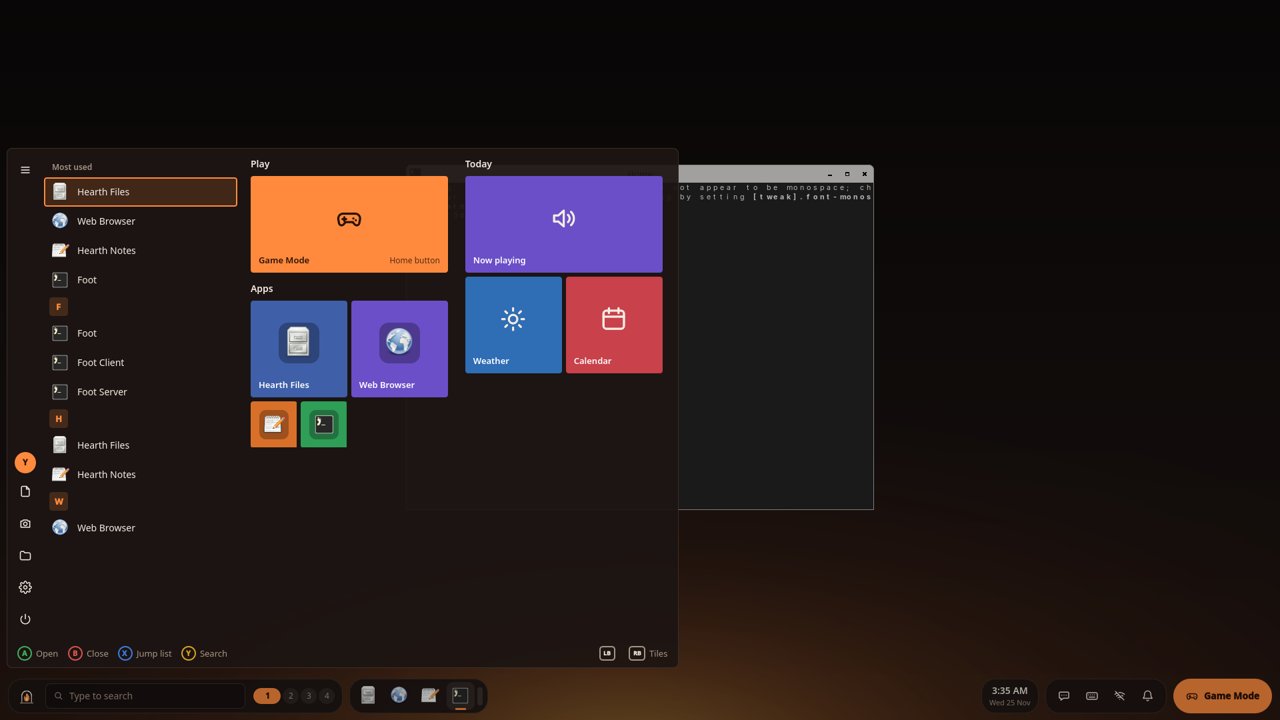 Most used
Hearth Files
Web Browser
Hearth Notes
Foot
F
Foot
Foot Client
Foot Server
H
Hearth Files
Hearth Notes
W
Web Browser
Y
Play
Game Mode
Home button
Apps
Hearth Files
Web Browser
Today
Now playing
Weather
Calendar
ot appear to be monospace; ch
by setting [tweak].font-monos
A Open
B Close
X Jump list
Y Search
LB
RB Tiles
Type to search
1 2 3 4
3:35 AM
Wed 25 Nov
Game Mode